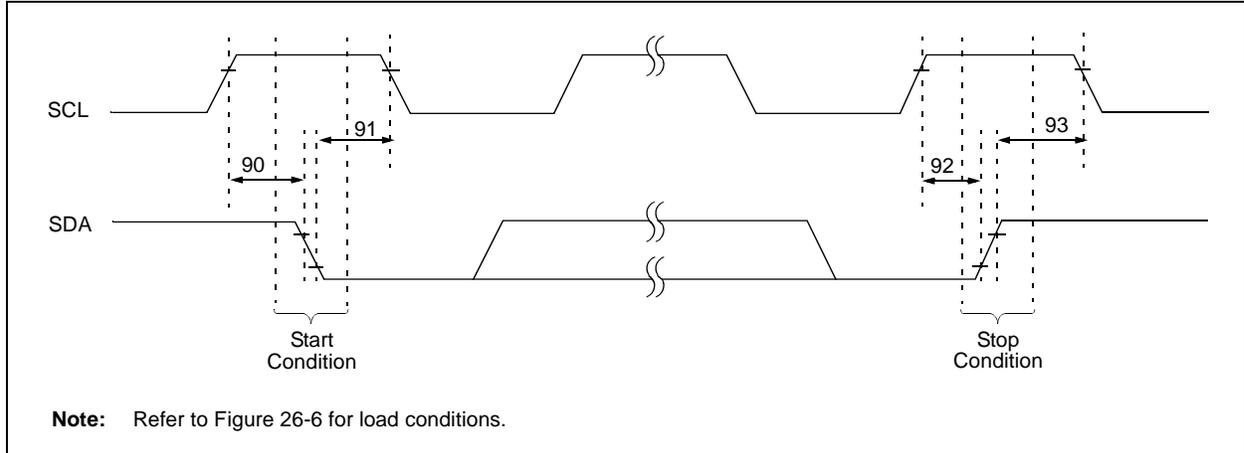 SCL
91
93
90
92
SDA
Start
Condition
Stop
Condition
Note: Refer to Figure 26-6 for load conditions.